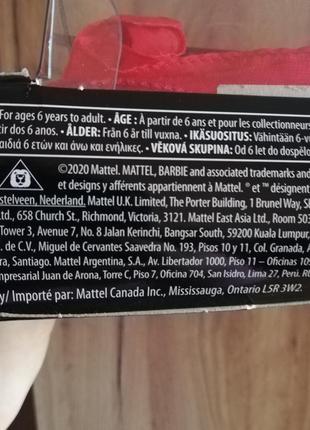 For ages 6 years to adult. • ÂGE : À partir de 6 ans et pour les collectionneurs
tir dos 6 anos. • ÅLDER: Från 6 år till vuxna. • IKÄSUOSITUS: Vähintään 6-v
παιδιά 6 ετών και άνω και ενήλικες. • VĚKOVÁ SKUPINA: Od 6 let do dospělo
©2020 Mattel. MATTEL, BARBIE and associated trademarks and
et designs y afférents appartiennent à Mattel. ® et ™ désignent
stelveen, Nederland. Mattel U.K. Limited, The Porter Building, 1 Brunel Way, Sl
Ltd., 658 Church St., Richmond, Victoria, 3121. Mattel East Asia Ltd., Room 503
Tower 3, Avenue 7, No. 8 Jalan Kerinchi, Bangsar South, 59200 Kuala Lumpur,
. de C.V., Miguel de Cervantes Saavedra No. 193, Pisos 10 y 11, Col. Granada, A
ra, Santiago. Mattel Argentina, S.A., Av. Libertador 1000, Piso 11 – Oficinas 109
mpresarial Juan de Arona, Torre C, Piso 7, Oficina 704, San Isidro, Lima 27, Perú. RU
y/ Importé par : Mattel Canada Inc., Mississauga, Ontario L5R 3W2.